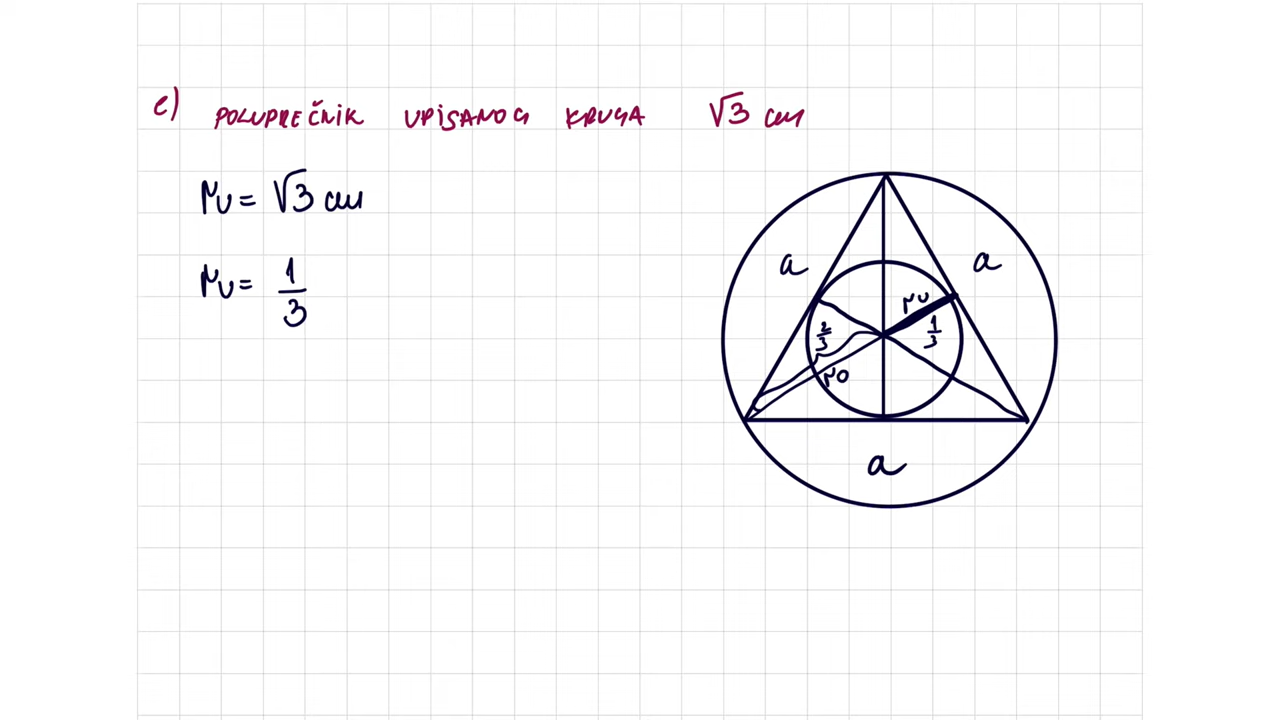 e) POLUPREČNIK UPISANOG KRUGA √3 cm
ru = √3 cm
ru = 1/3
a
a
ru
2/3
1/3
ro
a